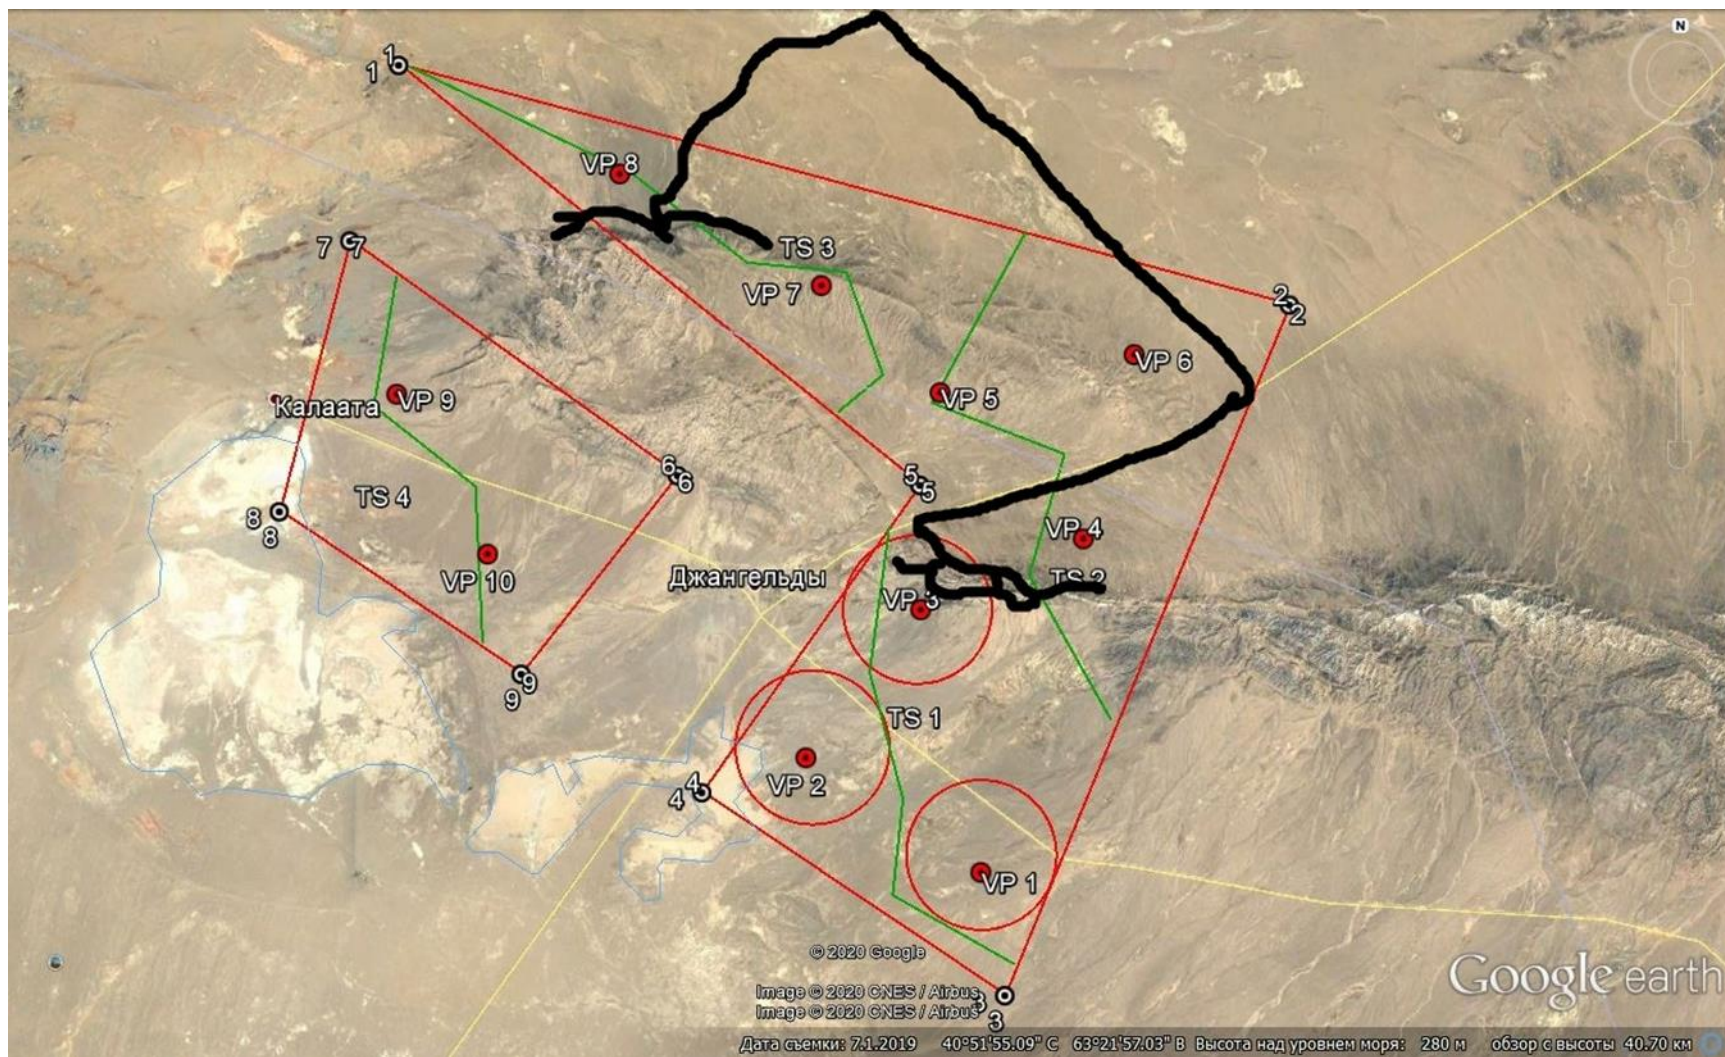 N
1
1
VP 8
7 7
TS 3
VP 7
2
2
VP 6
VP 9
Калаата
VP 5
6
6
5
5
TS 4
8
8
VP 4
VP 10
Джангельды
TS 2
VP 3
9
9
TS 1
VP 2
4
4
VP 1
© 2020 Google
Google earth
Image © 2020 CNES / Airbus
3
Image © 2020 CNES / Airbus
3
Дата съемки: 7.1.2019 40°51'55.09" С 63°21'57.03" В Высота над уровнем моря: 280 м обзор с высоты 40.70 км